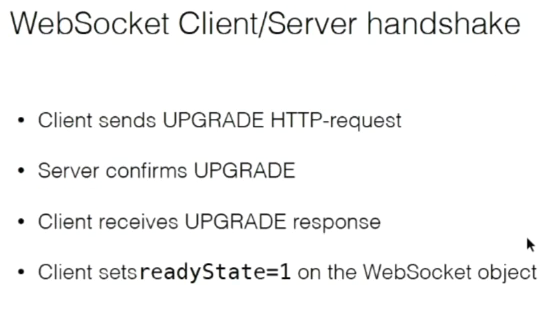 WebSocket Client/Server handshake
• Client sends UPGRADE HTTP-request
• Server confirms UPGRADE
• Client receives UPGRADE response
• Client sets readyState=1 on the WebSocket object